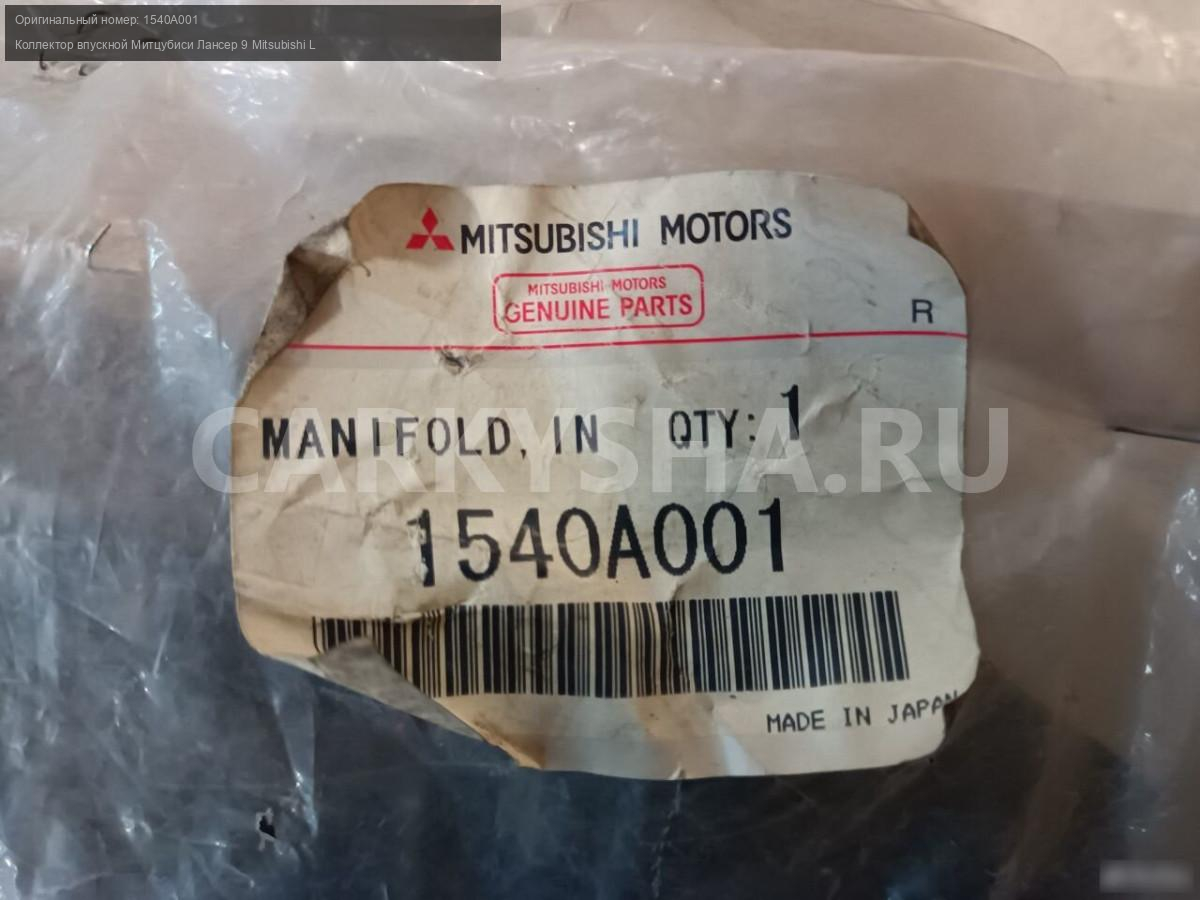 Оригинальный номер: 1540A001
Коллектор впускной Митцубиси Лансер 9 Mitsubishi L
MITSUBISHI MOTORS
MITSUBISHI MOTORS
GENUINE PARTS
R
MANIFOLD, IN QTY: 1
CARKYSHA.RU
1540A001
MADE IN JAPAN